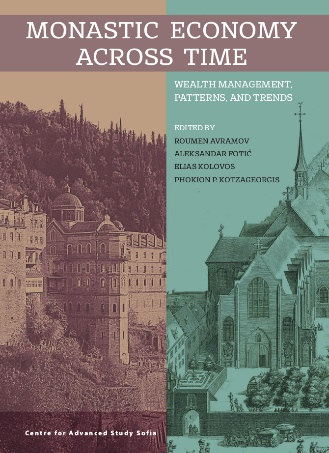 MONASTIC ECONOMY
ACROSS TIME
WEALTH MANAGEMENT,
PATTERNS, AND TRENDS
EDITED BY
ROUMEN AVRAMOV
ALEKSANDAR FOTIĆ
ELIAS KOLOVOS
PHOKION P. KOTZAGEORGIS
Centre for Advanced Study Sofia